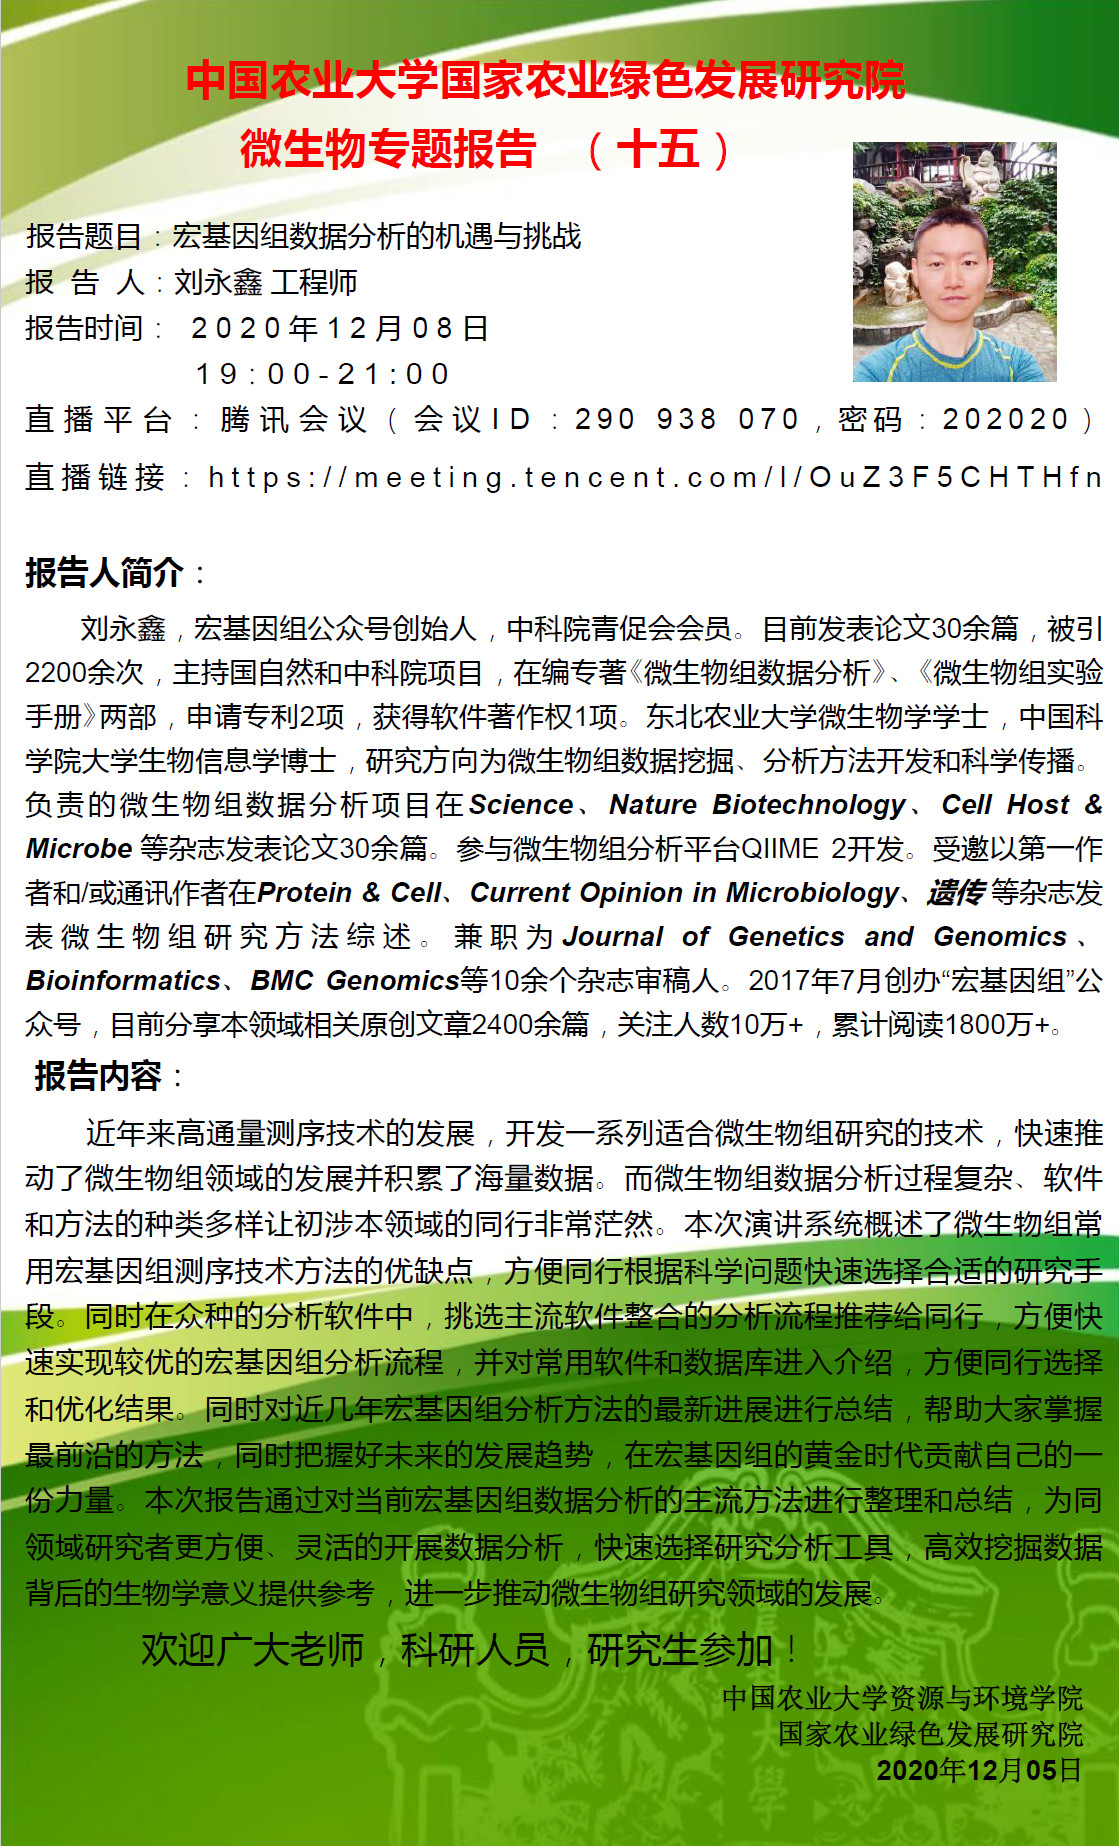 中国农业大学国家农业绿色发展研究院
微生物专题报告 （十五）
报告题目：宏基因组数据分析的机遇与挑战
报 告 人：刘永鑫 工程师
报告时间： 2020年12月08日
19:00-21:00
直播平台：腾讯会议（会议ID：290 938 070，密码：202020）
直播链接：https://meeting.tencent.com/l/OuZ3F5CHTHfn
报告人简介：
刘永鑫，宏基因组公众号创始人，中科院青促会会员。目前发表论文30余篇，被引
2200余次，主持国自然和中科院项目，在编专著《微生物组数据分析》、《微生物组实验
手册》两部，申请专利2项，获得软件著作权1项。东北农业大学微生物学学士，中国科
学院大学生物信息学博士，研究方向为微生物组数据挖掘、分析方法开发和科学传播。
负责的微生物组数据分析项目在Science、Nature Biotechnology、Cell Host &
Microbe 等杂志发表论文30余篇。参与微生物组分析平台QIIME 2开发。受邀以第一作
者和/或通讯作者在Protein & Cell、Current Opinion in Microbiology、遗传 等杂志发
表微生物组研究方法综述。兼职为Journal of Genetics and Genomics、
Bioinformatics、BMC Genomics等10余个杂志审稿人。2017年7月创办“宏基因组”公
众号，目前分享本领域相关原创文章2400余篇，关注人数10万+，累计阅读1800万+。
报告内容：
近年来高通量测序技术的发展，开发一系列适合微生物组研究的技术，快速推
动了微生物组领域的发展并积累了海量数据。而微生物组数据分析过程复杂、软件
和方法的种类多样让初涉本领域的同行非常茫然。本次演讲系统概述了微生物组常
用宏基因组测序技术方法的优缺点，方便同行根据科学问题快速选择合适的研究手
段。同时在众种的分析软件中，挑选主流软件整合的分析流程推荐给同行，方便快
速实现较优的宏基因组分析流程，并对常用软件和数据库进入介绍，方便同行选择
和优化结果。同时对近几年宏基因组分析方法的最新进展进行总结，帮助大家掌握
最前沿的方法，同时把握好未来的发展趋势，在宏基因组的黄金时代贡献自己的一
份力量。本次报告通过对当前宏基因组数据分析的主流方法进行整理和总结，为同
领域研究者更方便、灵活的开展数据分析，快速选择研究分析工具，高效挖掘数据
背后的生物学意义提供参考，进一步推动微生物组研究领域的发展。
欢迎广大老师，科研人员，研究生参加！
中国农业大学资源与环境学院
国家农业绿色发展研究院
2020年12月05日